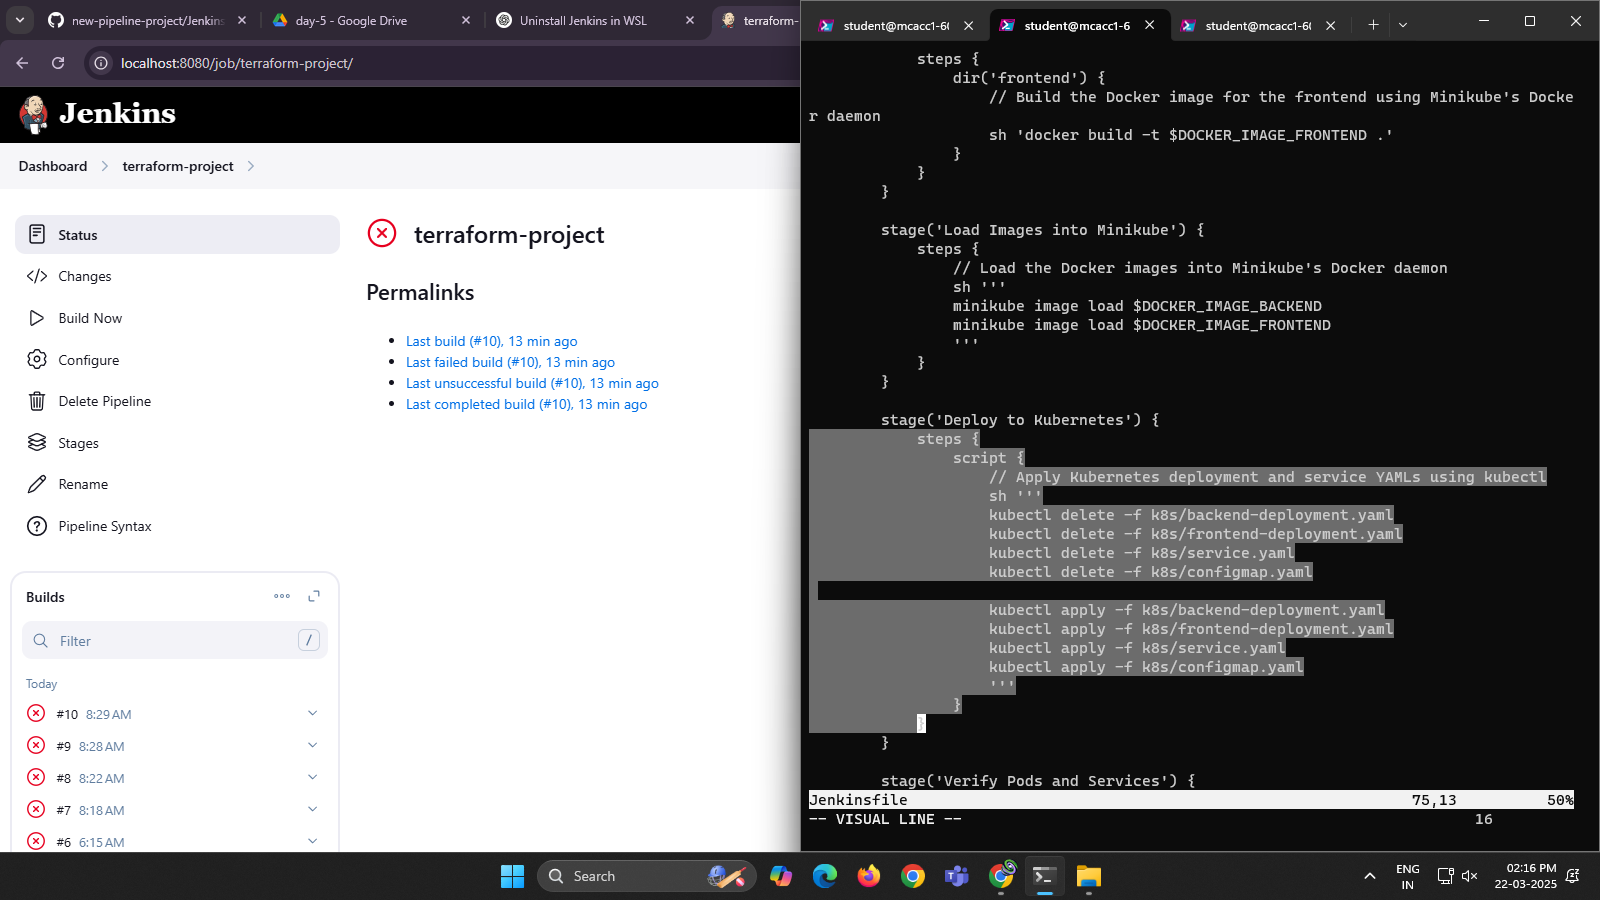 new-pipeline-project/Jenkins
day-5 - Google Drive
Uninstall Jenkins in WSL
terraform-
localhost:8080/job/terraform-project/
Jenkins
Dashboard
terraform-project
Status
Changes
Build Now
Configure
Delete Pipeline
Stages
Rename
Pipeline Syntax
terraform-project
Permalinks
Last build (#10), 13 min ago
Last failed build (#10), 13 min ago
Last unsuccessful build (#10), 13 min ago
Last completed build (#10), 13 min ago
Builds
Filter /
Today
#10 8:29 AM
#9 8:28 AM
#8 8:22 AM
#7 8:18 AM
#6 6:15 AM
student@mcacc1-60
student@mcacc1-6
student@mcacc1-60
steps {
dir('frontend') {
// Build the Docker image for the frontend using Minikube's Docke
r daemon
sh 'docker build -t $DOCKER_IMAGE_FRONTEND .'
}
}
}
stage('Load Images into Minikube') {
steps {
// Load the Docker images into Minikube's Docker daemon
sh '''
minikube image load $DOCKER_IMAGE_BACKEND
minikube image load $DOCKER_IMAGE_FRONTEND
'''
}
}
stage('Deploy to Kubernetes') {
steps {
script {
// Apply Kubernetes deployment and service YAMLs using kubectl
sh '''
kubectl delete -f k8s/backend-deployment.yaml
kubectl delete -f k8s/frontend-deployment.yaml
kubectl delete -f k8s/service.yaml
kubectl delete -f k8s/configmap.yaml
kubectl apply -f k8s/backend-deployment.yaml
kubectl apply -f k8s/frontend-deployment.yaml
kubectl apply -f k8s/service.yaml
kubectl apply -f k8s/configmap.yaml
'''
}
}
}
stage('Verify Pods and Services') {
Jenkinsfile 75,13 50%
-- VISUAL LINE -- 16
Search
ENG
IN
02:16 PM
22-03-2025